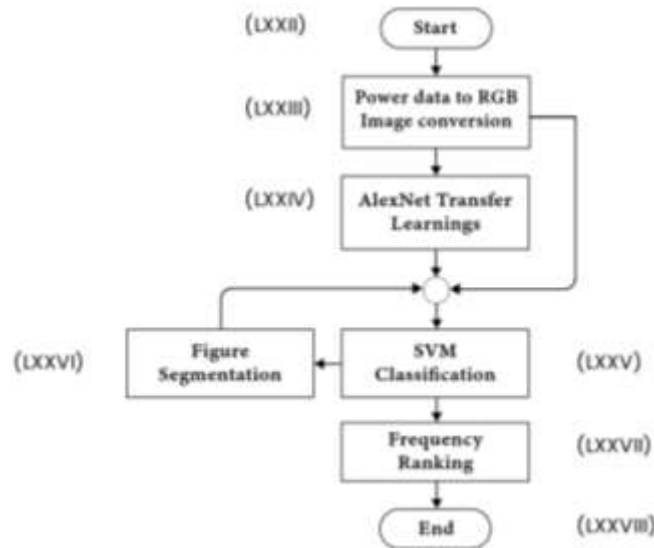 (LXXII)
Start
(LXXIII)
Power data to RGB
Image conversion
(LXXIV)
AlexNet Transfer
Learnings
(LXXVI)
Figure
Segmentation
SVM
Classification
(LXXV)
Frequency
Ranking
(LXXVII)
End
(LXXVIII)